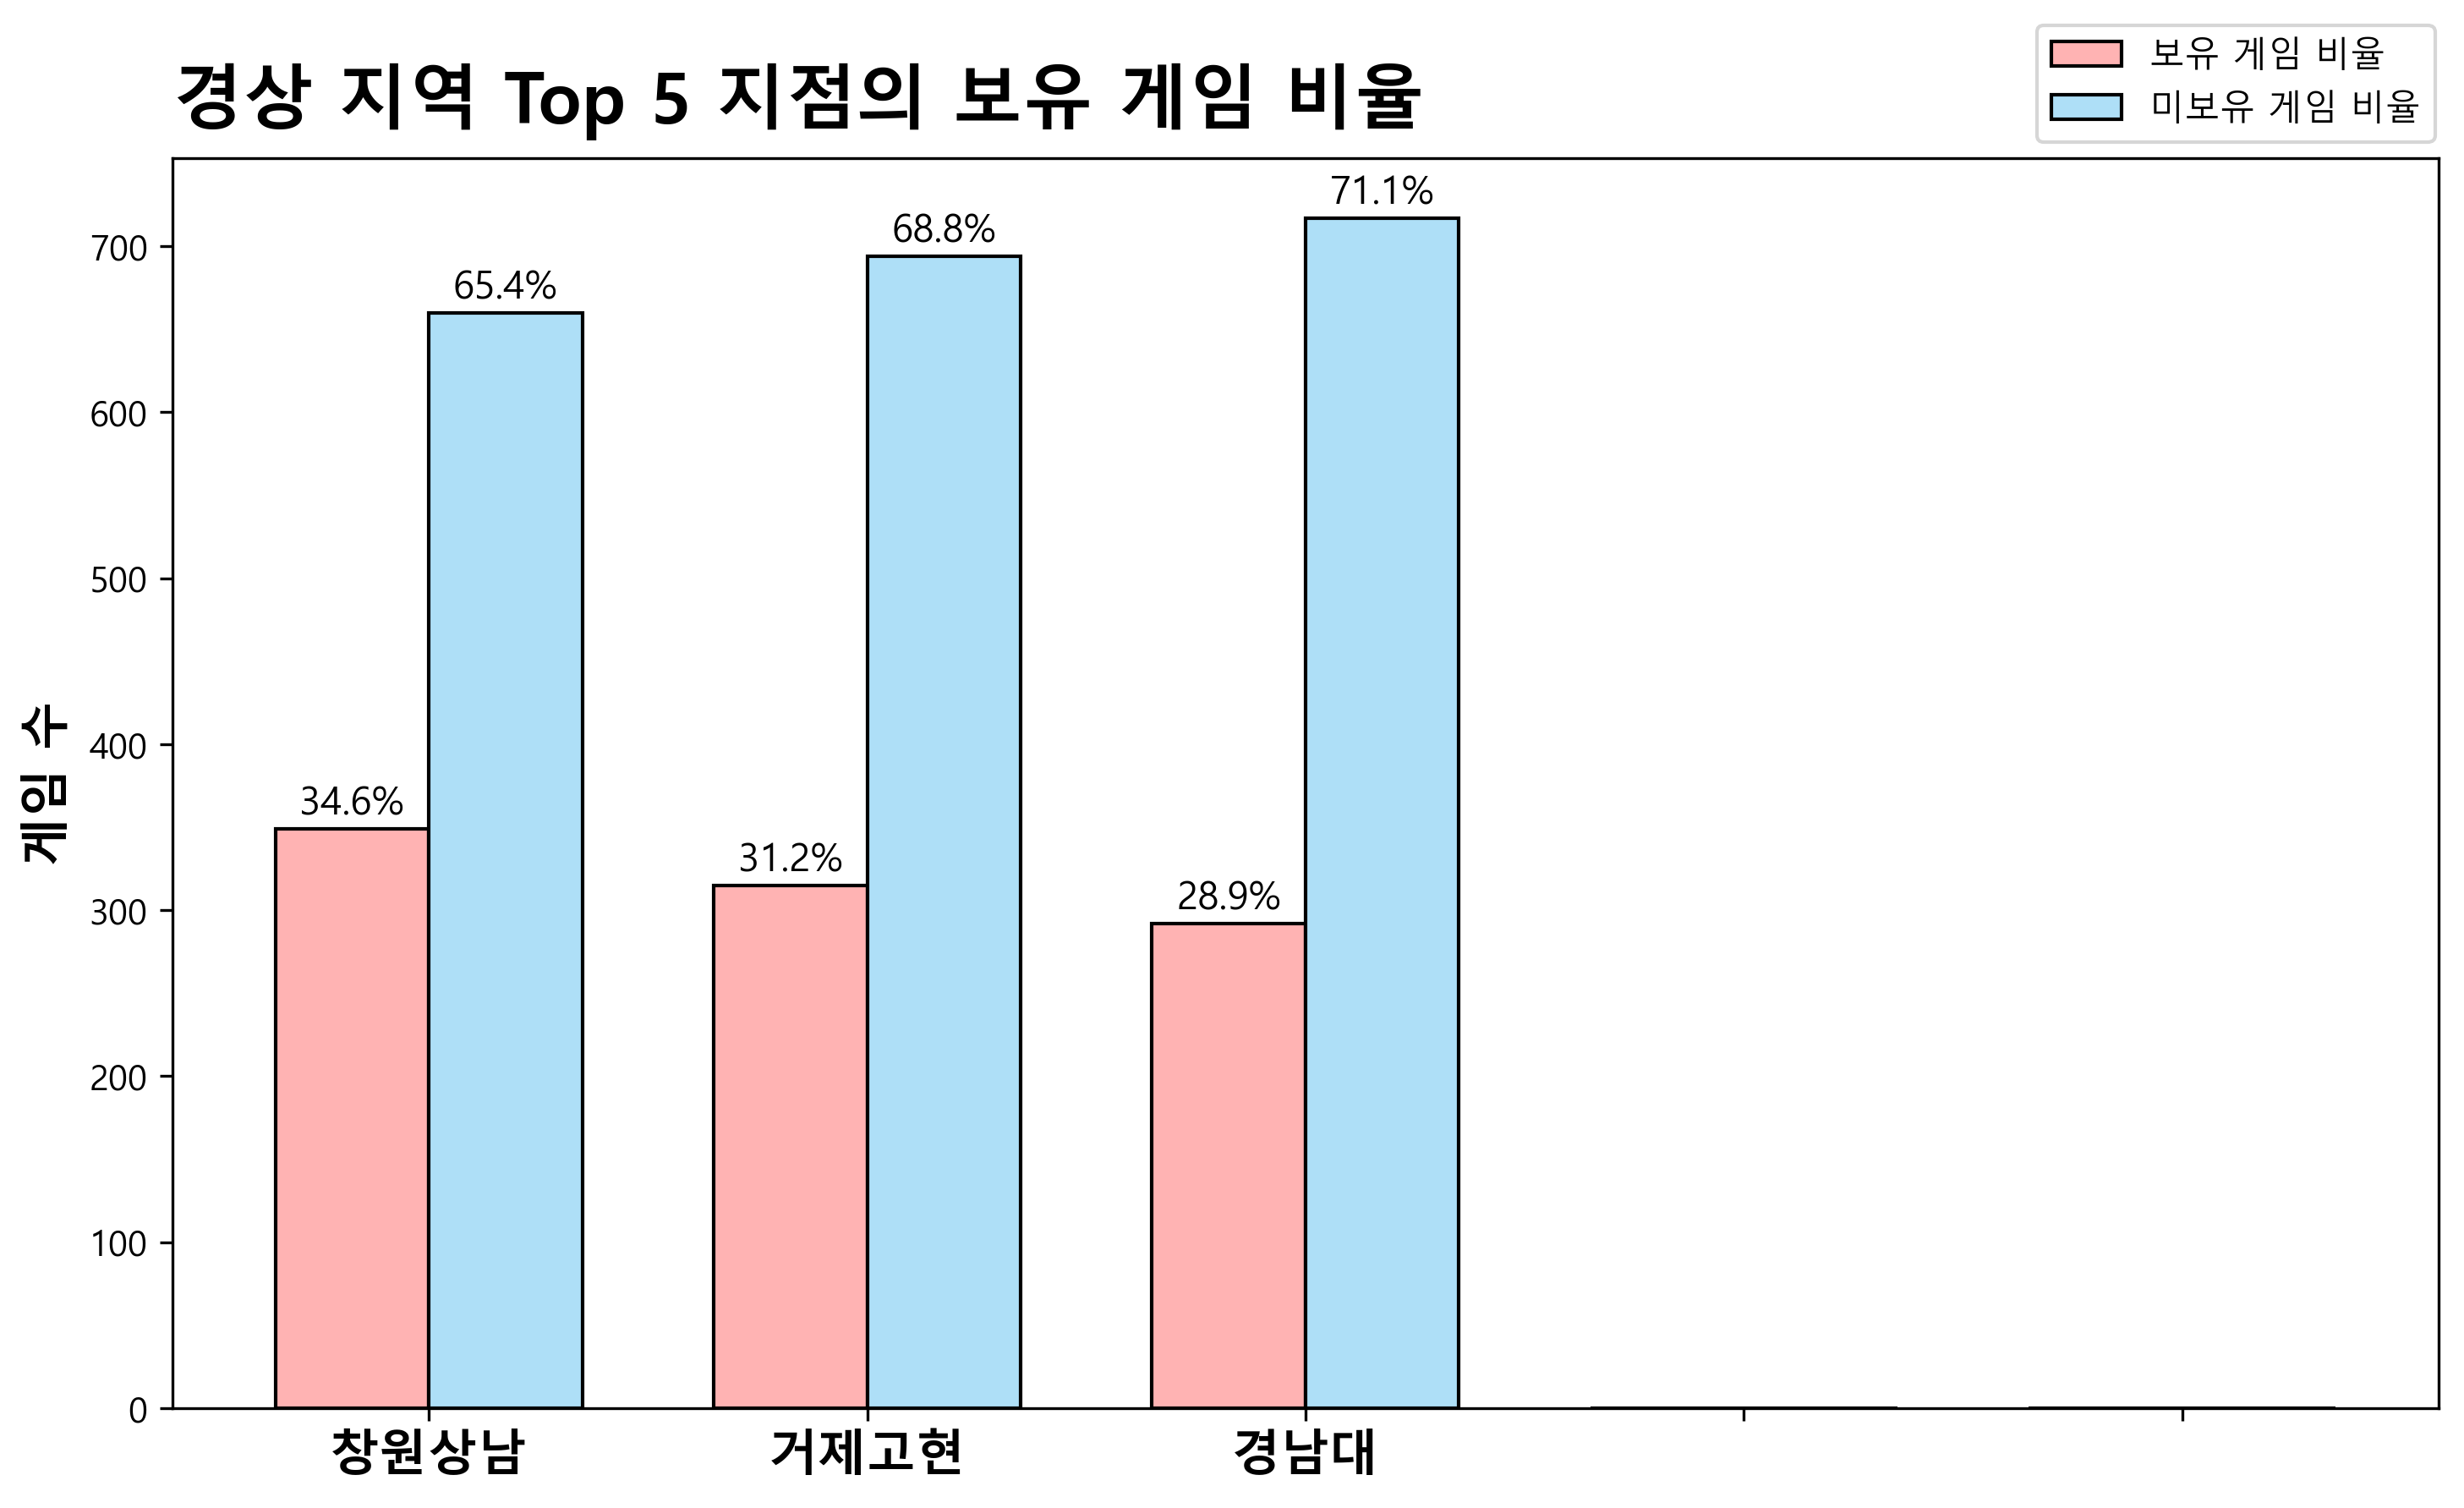 경상 지역 Top 5 지점의 보유 게임 비율
보유 게임 비율
미보유 게임 비율
게임 수
700
600
500
400
300
200
100
0
34.6%
65.4%
31.2%
68.8%
28.9%
71.1%
창원상남
거제고현
경남대